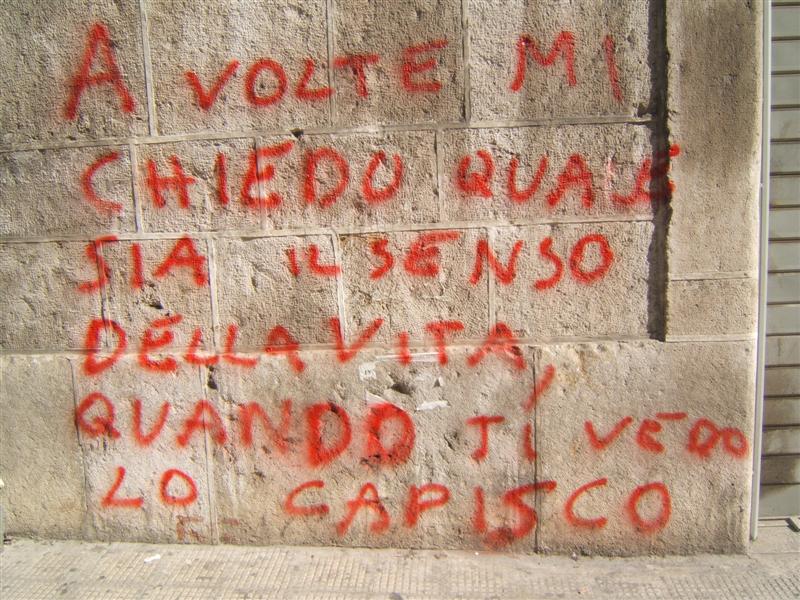 A VOLTE MI
CHIEDO QUALE
SIA IL SENSO
DELLA VITA,
QUANDO TI VEDO
LO CAPISCO